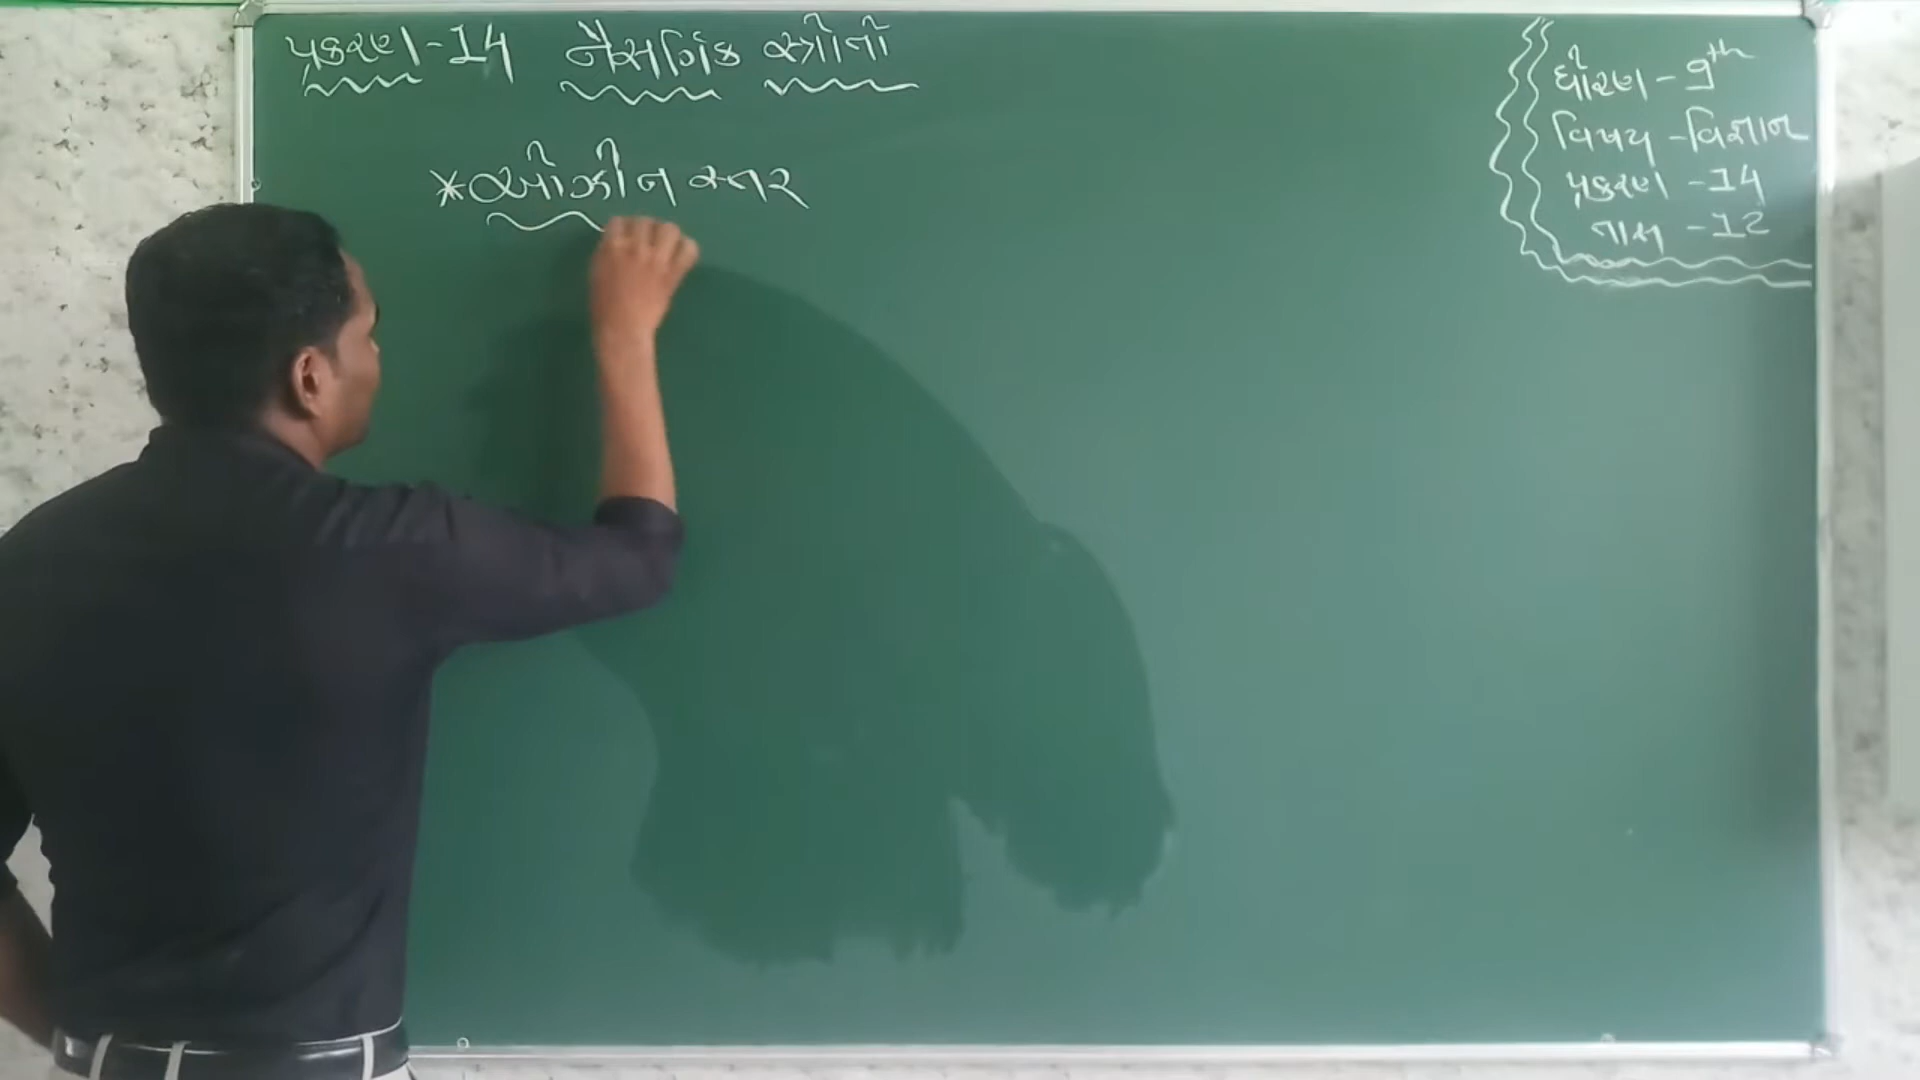 પ્રકરણ-14 નૈસર્ગિક સ્ત્રોતો
*ઓઝોન સ્તર
ધોરણ - 9th
વિષય - વિજ્ઞાન
પ્રકરણ - 14
તાસ - 12